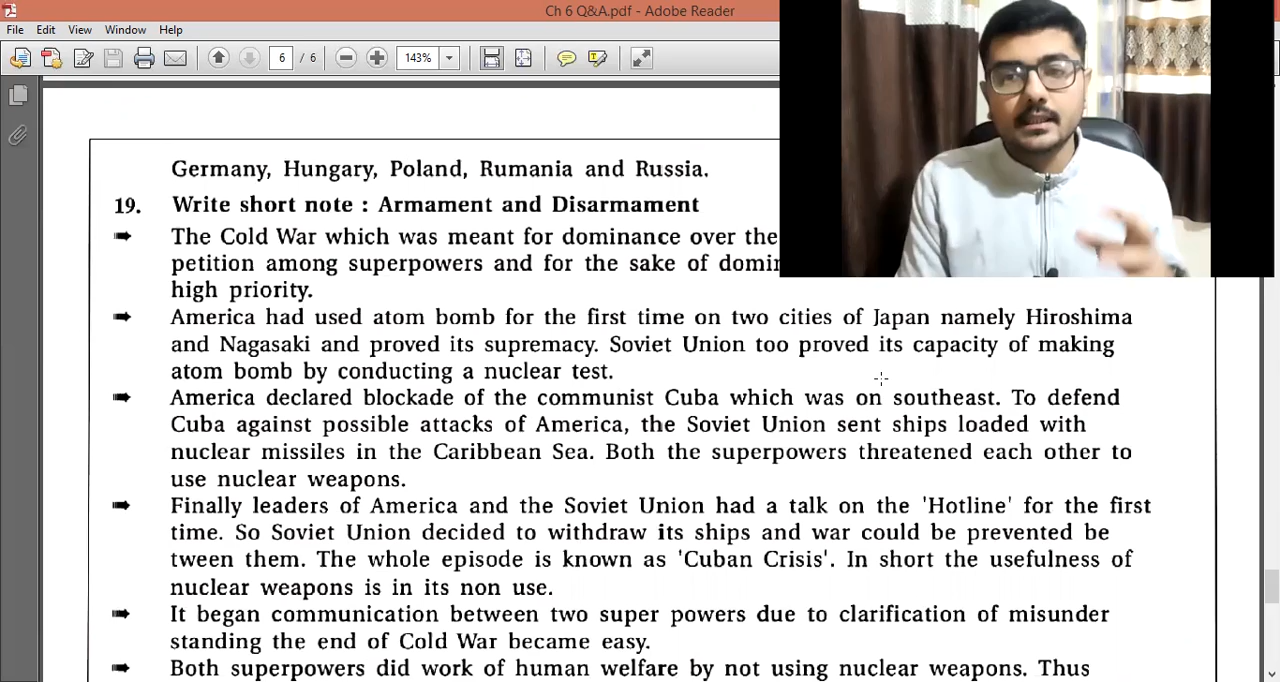 Ch 6 Q&A.pdf - Adobe Reader
File Edit View Window Help
6 / 6 143%
Germany, Hungary, Poland, Rumania and Russia.
19. Write short note : Armament and Disarmament
The Cold War which was meant for dominance over the
petition among superpowers and for the sake of
high priority.
America had used atom bomb for the first time on two cities of Japan namely Hiroshima
and Nagasaki and proved its supremacy. Soviet Union too proved its capacity of making
atom bomb by conducting a nuclear test.
America declared blockade of the communist Cuba which was on southeast. To defend
Cuba against possible attacks of America, the Soviet Union sent ships loaded with
nuclear missiles in the Caribbean Sea. Both the superpowers threatened each other to
use nuclear weapons.
Finally leaders of America and the Soviet Union had a talk on the 'Hotline' for the first
time. So Soviet Union decided to withdraw its ships and war could be prevented be
tween them. The whole episode is known as 'Cuban Crisis'. In short the usefulness of
nuclear weapons is in its non use.
It began communication between two super powers due to clarification of misunder
standing the end of Cold War became easy.
Both superpowers did work of human welfare by not using nuclear weapons. Thus